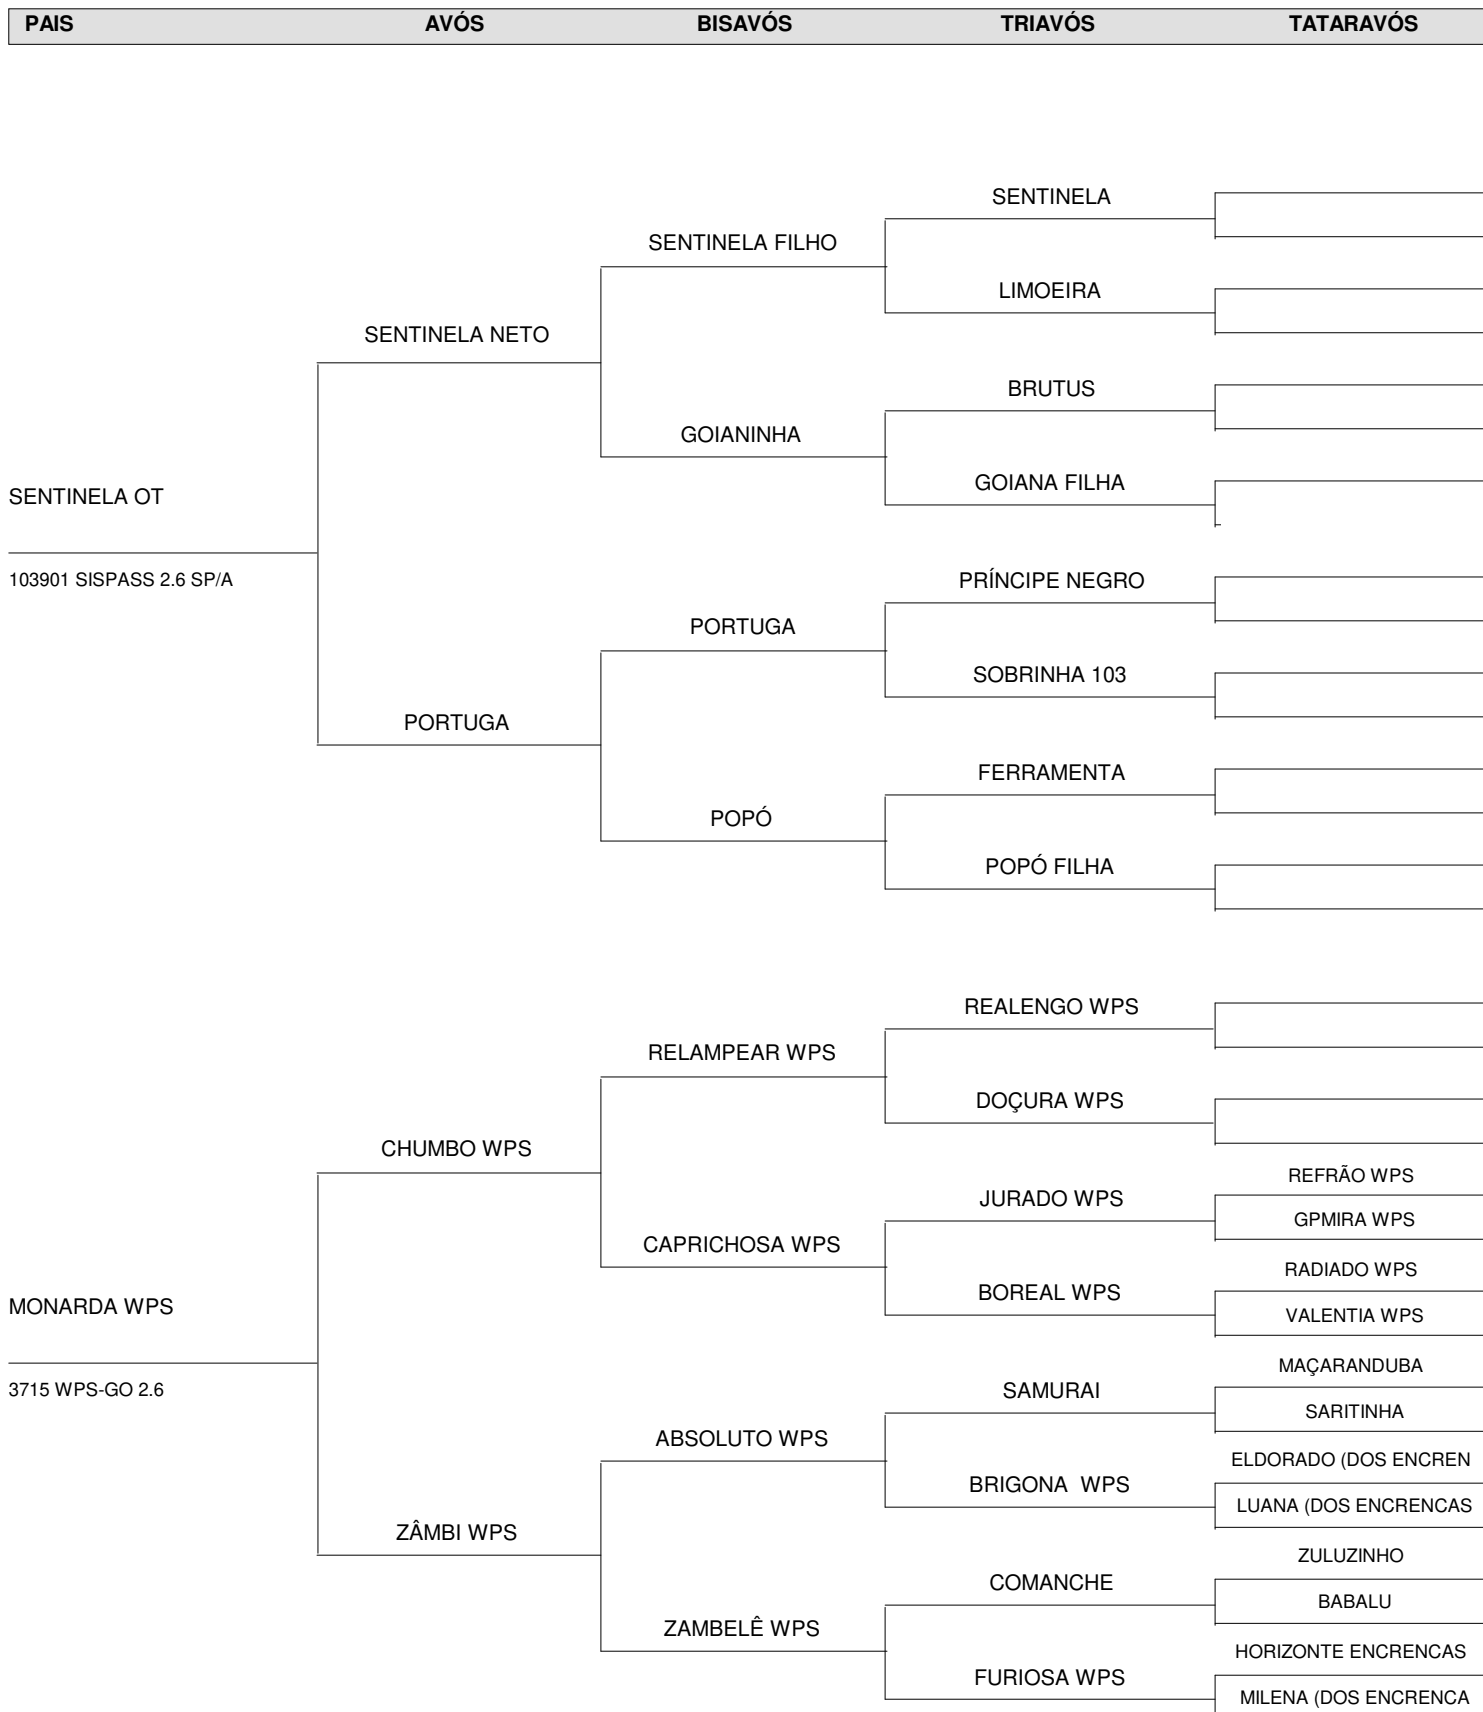 PAIS AVÓS BISAVÓS TRIAVÓS TATARAVÓS
SENTINELA
SENTINELA FILHO
LIMOEIRA
SENTINELA NETO
BRUTUS
GOIANINHA
GOIANA FILHA
SENTINELA OT
103901 SISPASS 2.6 SP/A
PRÍNCIPE NEGRO
PORTUGA
SOBRINHA 103
PORTUGA
FERRAMENTA
POPÓ
POPÓ FILHA
REALENGO WPS
RELAMPEAR WPS
DOÇURA WPS
CHUMBO WPS
REFRÃO WPS
JURADO WPS
GPMIRA WPS
CAPRICHOSA WPS
RADIADO WPS
BOREAL WPS
MONARDA WPS
VALENTIA WPS
MAÇARANDUBA
3715 WPS-GO 2.6
SAMURAI
SARITINHA
ABSOLUTO WPS
ELDORADO (DOS ENCREN
BRIGONA WPS
LUANA (DOS ENCRENCAS
ZÂMBI WPS
ZULUZINHO
COMANCHE
BABALU
ZAMBELÊ WPS
HORIZONTE ENCRENCAS
FURIOSA WPS
MILENA (DOS ENCRENCA